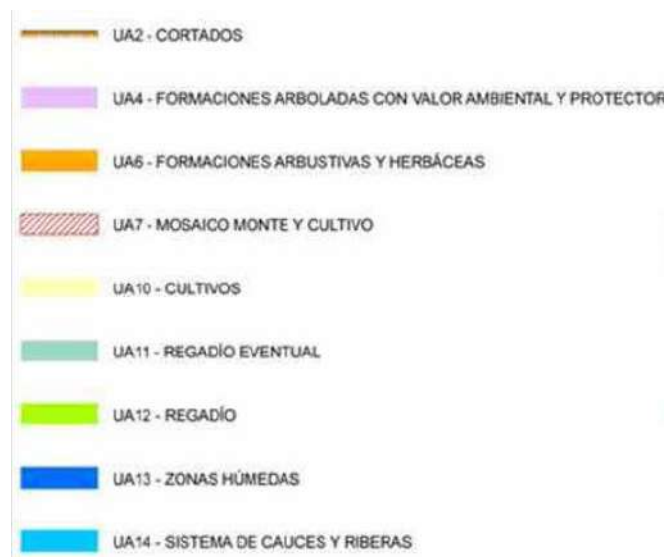 UA2 - CORTADOS
UA4 - FORMACIONES ARBOLADAS CON VALOR AMBIENTAL Y PROTECTOR
UA6 - FORMACIONES ARBUSTIVAS Y HERBÁCEAS
UA7 - MOSAICO MONTE Y CULTIVO
UA10 - CULTIVOS
UA11 - REGADÍO EVENTUAL
UA12 - REGADÍO
UA13 - ZONAS HÚMEDAS
UA14 - SISTEMA DE CAUCES Y RIBERAS